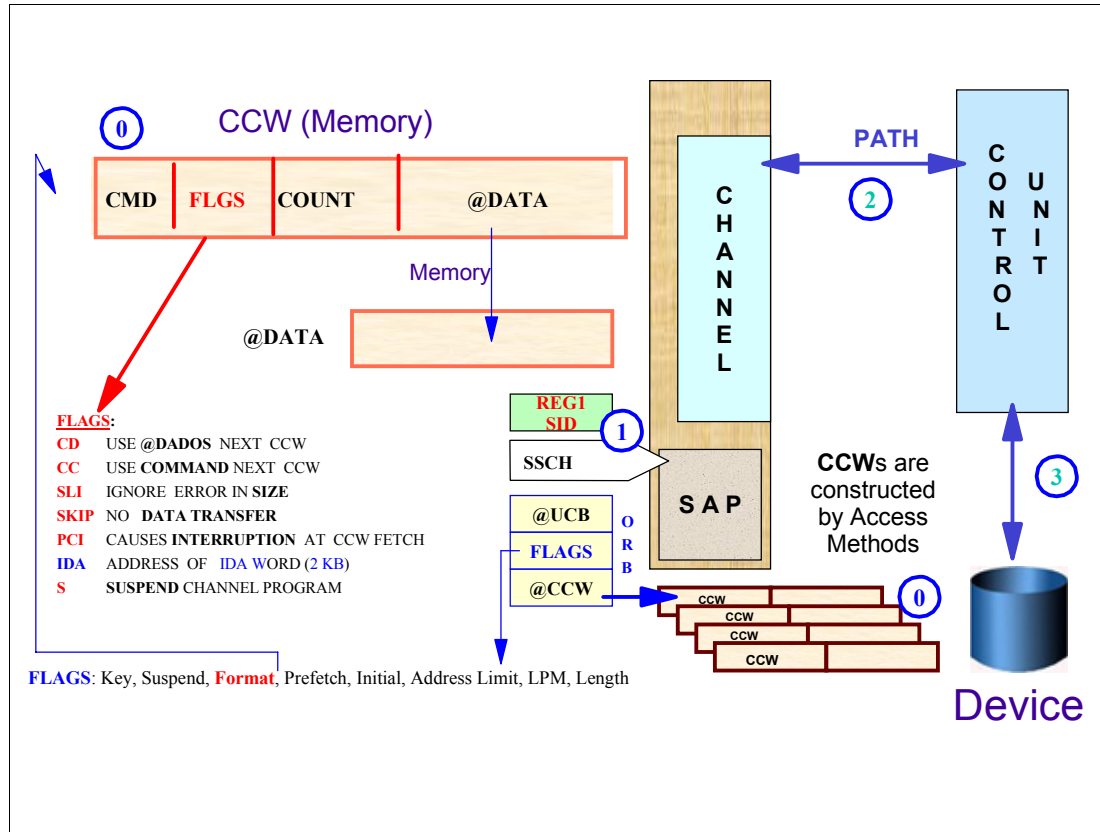 0
CCW (Memory)
CMD FLGS COUNT @DATA
Memory
@DATA
FLAGS:
CD USE @DADOS NEXT CCW
CC USE COMMAND NEXT CCW
SLI IGNORE ERROR IN SIZE
SKIP NO DATA TRANSFER
PCI CAUSES INTERRUPTION AT CCW FETCH
IDA ADDRESS OF IDA WORD (2 KB)
S SUSPEND CHANNEL PROGRAM
REG1
SID
1
SSCH
@UCB
FLAGS
@CCW
ORB
CHANNEL
SAP
PATH
2
CONTROL
UNIT
3
CCWs are
constructed
by Access
Methods
0
CCW
CCW
CCW
CCW
Device
FLAGS: Key, Suspend, Format, Prefetch, Initial, Address Limit, LPM, Length